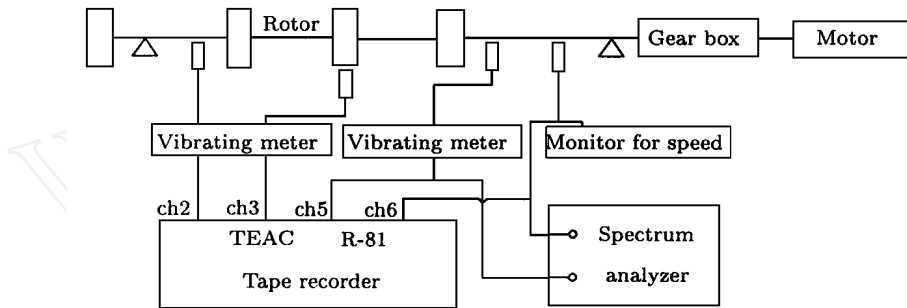 Rotor
Gear box
Motor
Vibrating meter
Vibrating meter
Monitor for speed
ch2
ch3
ch5
ch6
TEAC
R-81
Tape recorder
Spectrum
analyzer